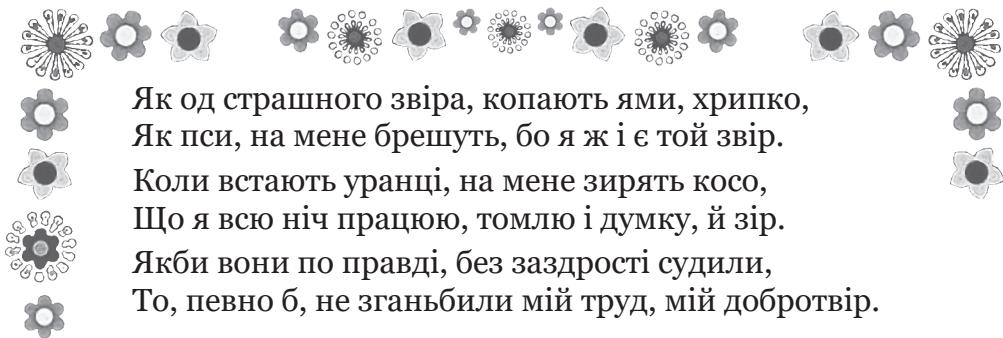 Як од страшного звіра, копають ями, хрипко,
Як пси, на мене брешуть, бо я ж і є той звір.
Коли встають уранці, на мене зирять косо,
Що я всю ніч працюю, томлю і думку, й зір.
Якби вони по правді, без заздрості судили,
То, певно б, не зганьбили мій труд, мій добротвір.